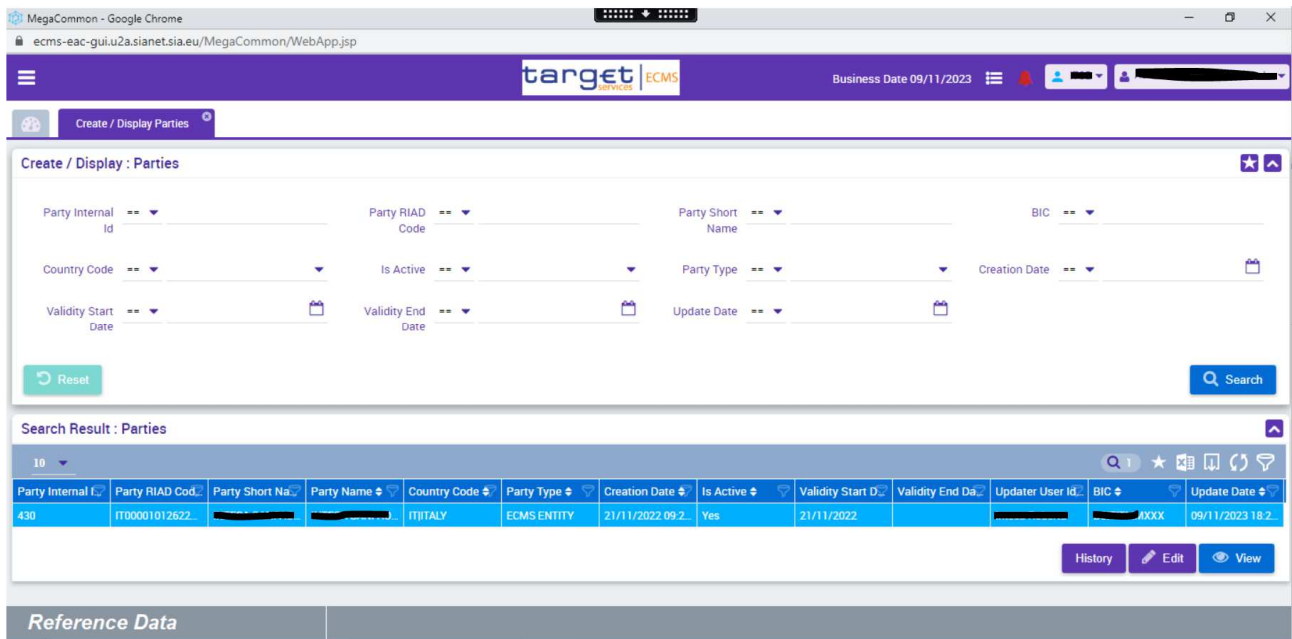 MegaCommon - Google Chrome
ecms-eac-gui.u2a.sianet.sia.eu/MegaCommon/WebApp.jsp
target services ECMS
Business Date 09/11/2023
Create / Display Parties
Create / Display : Parties
Party Internal Id ==
Party RIAD Code ==
Party Short Name ==
BIC ==
Country Code ==
Is Active ==
Party Type ==
Creation Date ==
Validity Start Date ==
Validity End Date ==
Update Date ==
Reset
Search
Search Result : Parties
10
1
Party Internal I Party RIAD Cod Party Short Na Party Name Country Code Party Type Creation Date Is Active Validity Start D Validity End Da Updater User Id BIC Update Date
430 IT00001012622... IT|ITALY ECMS ENTITY 21/11/2022 09:2... Yes 21/11/2022 MXXX 09/11/2023 18:2...
History Edit View
Reference Data